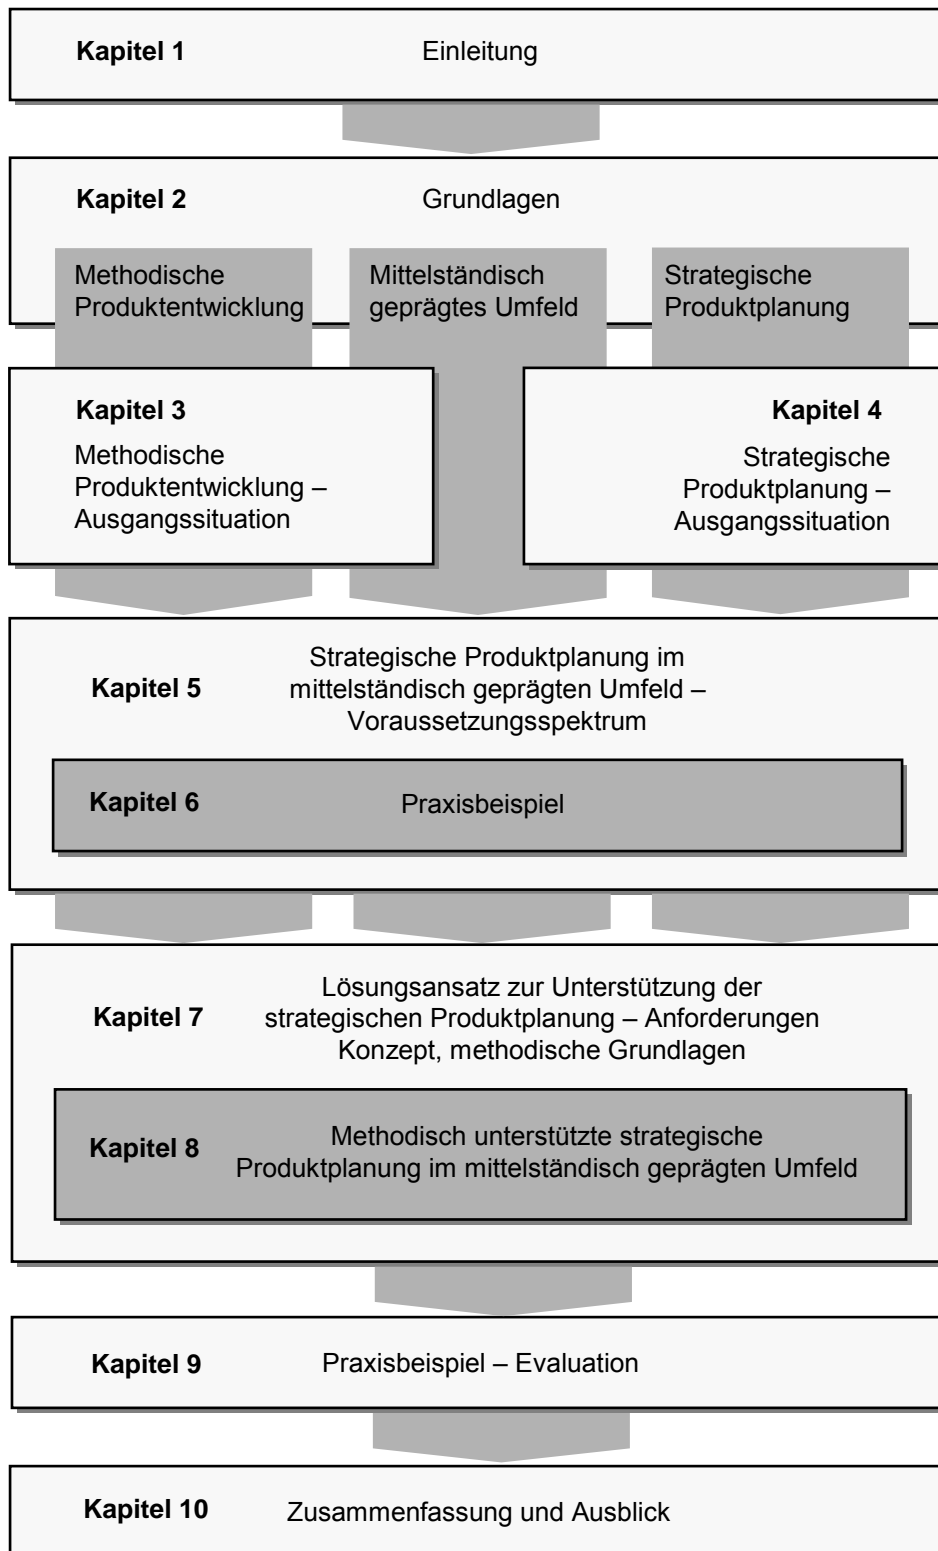 Kapitel 1
Einleitung
Kapitel 2
Grundlagen
Methodische
Produktentwicklung
Mittelständisch
geprägtes Umfeld
Strategische
Produktplanung
Kapitel 3
Methodische
Produktentwicklung –
Ausgangssituation
Kapitel 4
Strategische
Produktplanung –
Ausgangssituation
Kapitel 5
Strategische Produktplanung im
mittelständisch geprägten Umfeld –
Voraussetzungsspektrum
Kapitel 6
Praxisbeispiel
Kapitel 7
Lösungsansatz zur Unterstützung der
strategischen Produktplanung – Anforderungen
Konzept, methodische Grundlagen
Kapitel 8
Methodisch unterstützte strategische
Produktplanung im mittelständisch geprägten Umfeld
Kapitel 9
Praxisbeispiel – Evaluation
Kapitel 10
Zusammenfassung und Ausblick